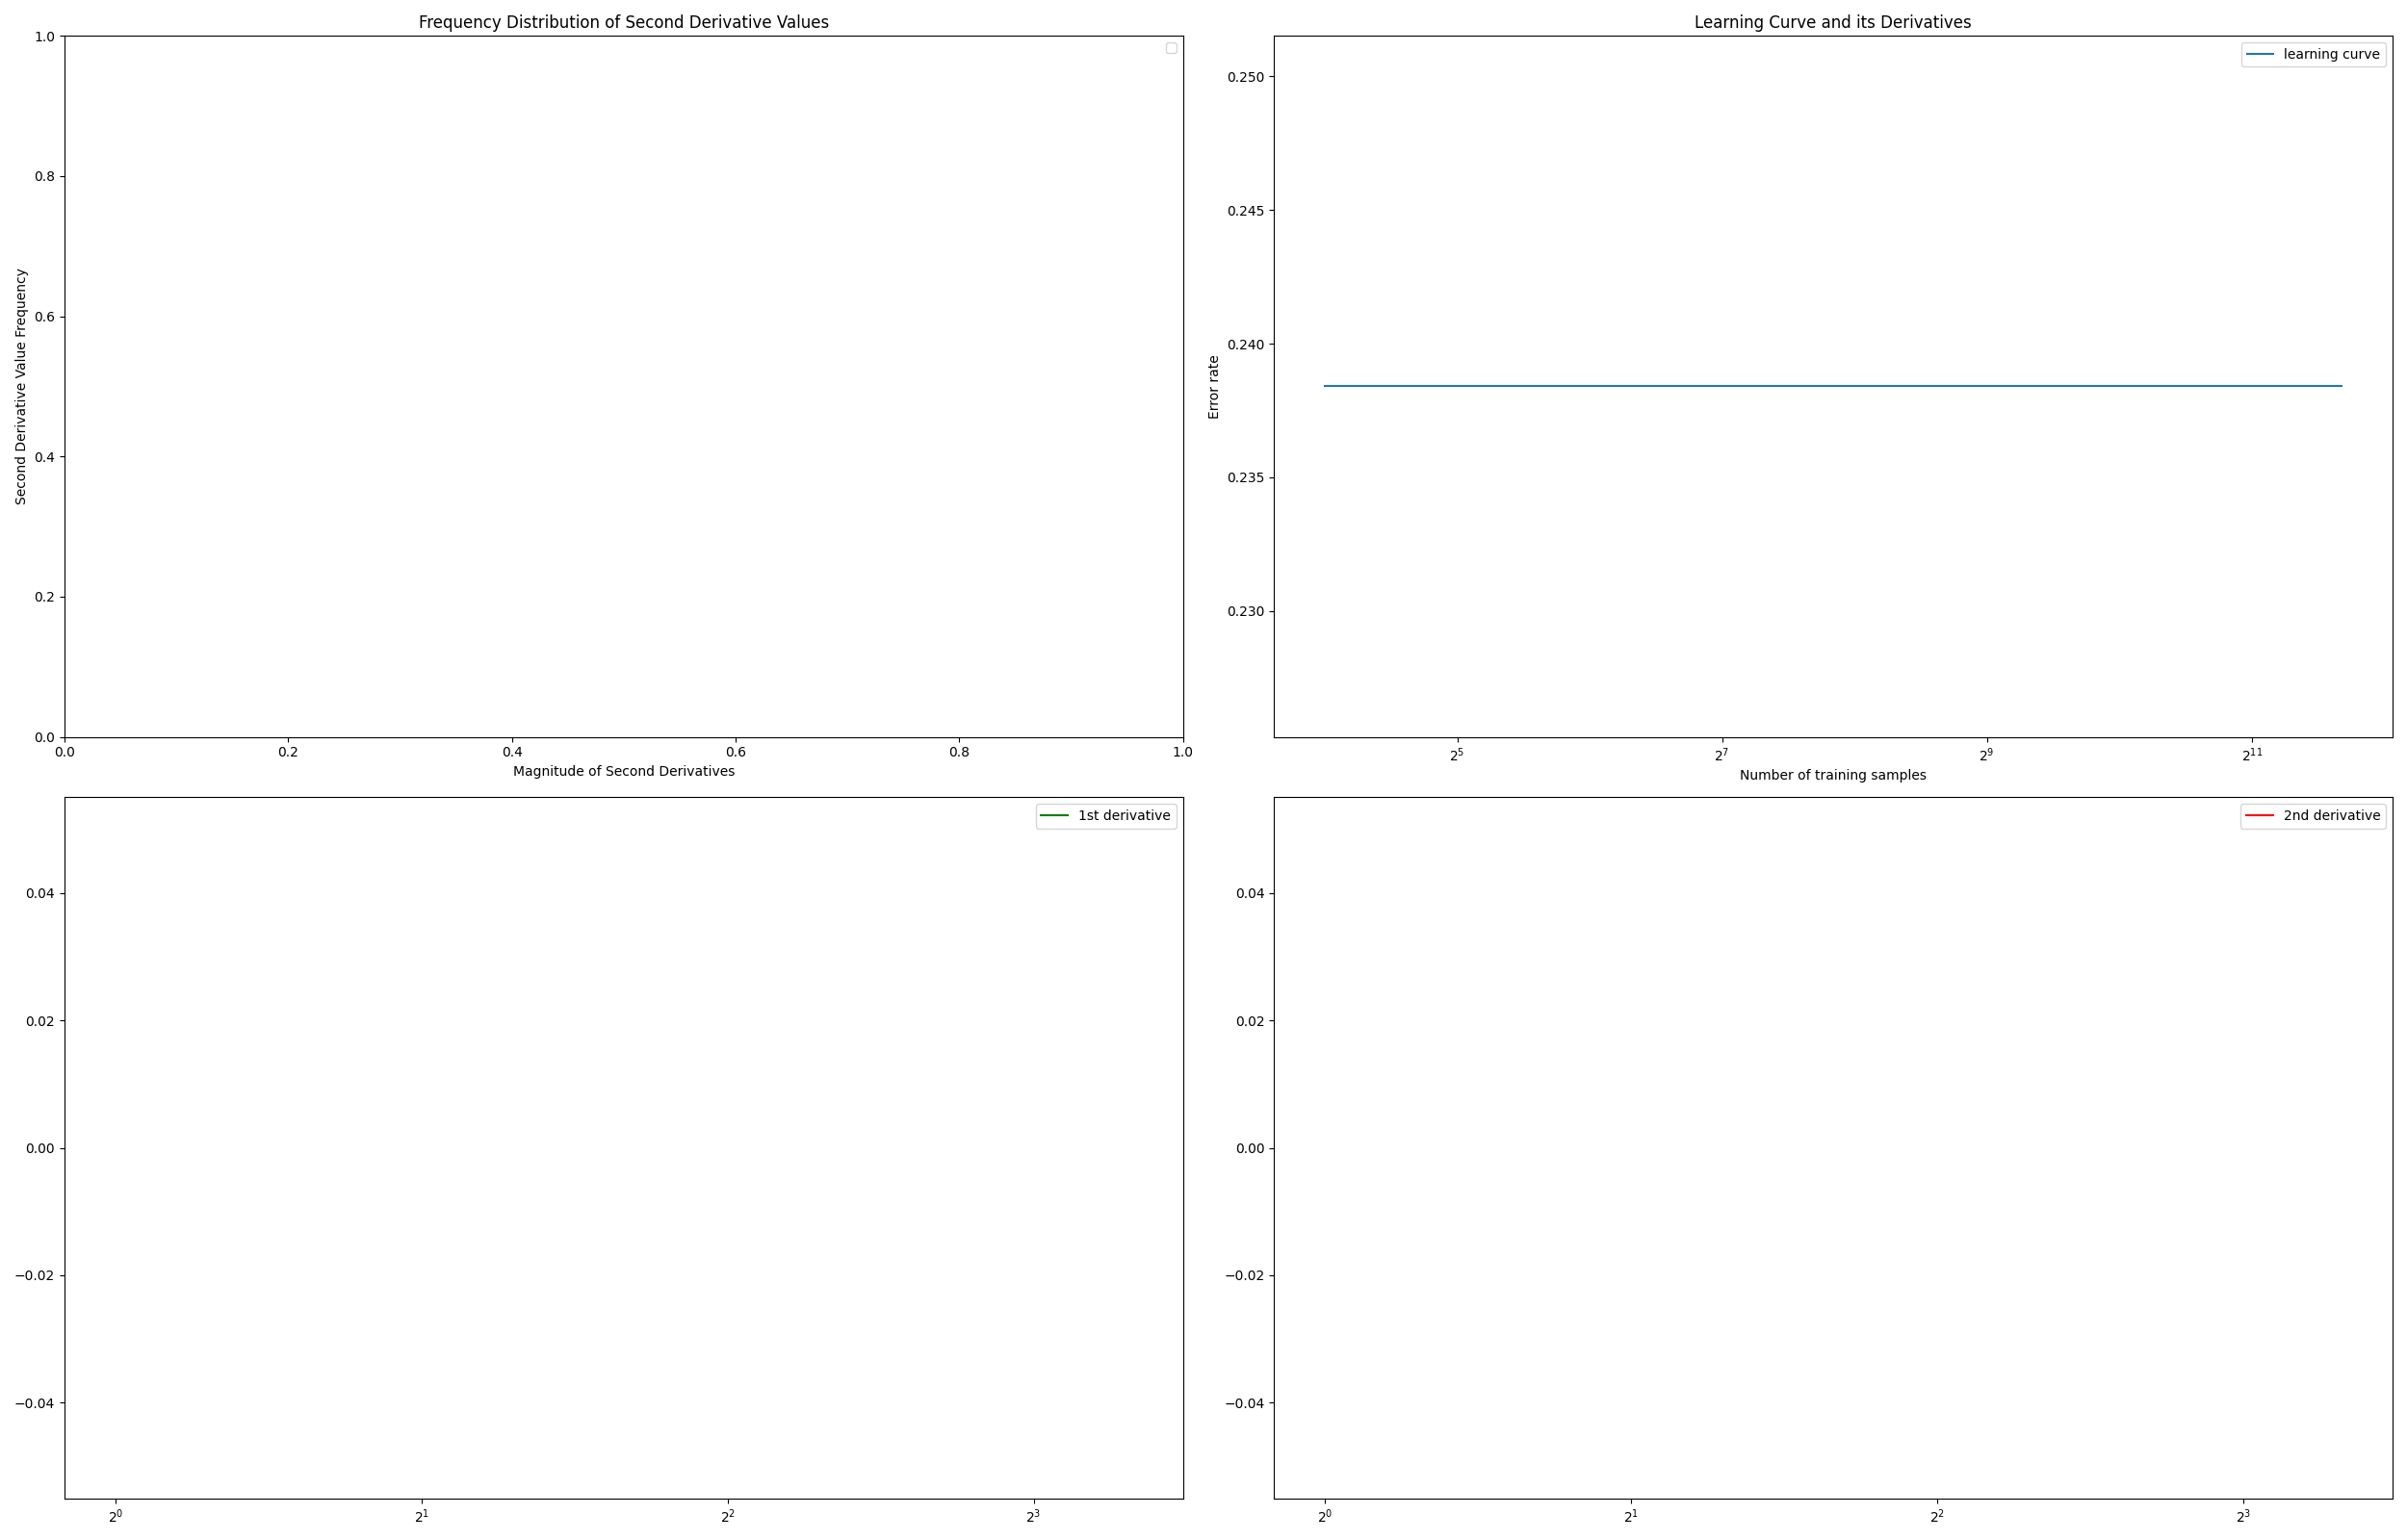 Frequency Distribution of Second Derivative Values
1.0
0.8
0.6
0.4
0.2
0.0
Second Derivative Value Frequency
0.0 0.2 0.4 0.6 0.8 1.0
Magnitude of Second Derivatives
Learning Curve and its Derivatives
learning curve
0.250
0.245
0.240
0.235
0.230
Error rate
2⁵ 2⁷ 2⁹ 2¹¹
Number of training samples
1st derivative
0.04
0.02
0.00
−0.02
−0.04
2⁰ 2¹ 2² 2³
2nd derivative
0.04
0.02
0.00
−0.02
−0.04
2⁰ 2¹ 2² 2³